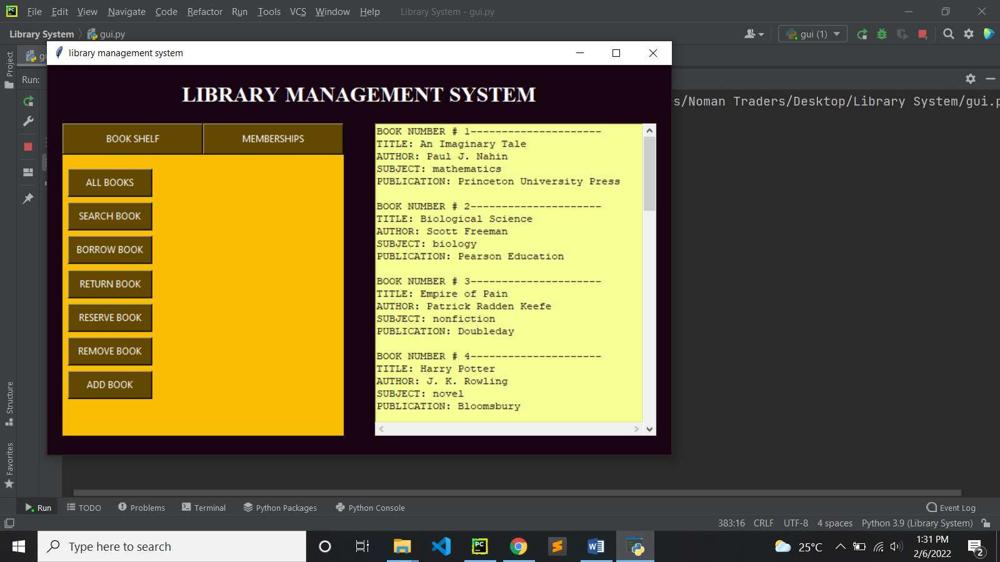 File Edit View Navigate Code Refactor Run Tools VCS Window Help Library System - gui.py
Library System gui.py gui (1)
library management system
Project
Run:
s/Noman Traders/Desktop/Library System/gui.p
LIBRARY MANAGEMENT SYSTEM
BOOK SHELF MEMBERSHIPS
ALL BOOKS
SEARCH BOOK
BORROW BOOK
RETURN BOOK
RESERVE BOOK
REMOVE BOOK
ADD BOOK
BOOK NUMBER # 1---------------------
TITLE: An Imaginary Tale
AUTHOR: Paul J. Nahin
SUBJECT: mathematics
PUBLICATION: Princeton University Press
BOOK NUMBER # 2---------------------
TITLE: Biological Science
AUTHOR: Scott Freeman
SUBJECT: biology
PUBLICATION: Pearson Education
BOOK NUMBER # 3---------------------
TITLE: Empire of Pain
AUTHOR: Patrick Radden Keefe
SUBJECT: nonfiction
PUBLICATION: Doubleday
BOOK NUMBER # 4---------------------
TITLE: Harry Potter
AUTHOR: J. K. Rowling
SUBJECT: novel
PUBLICATION: Bloomsbury
Structure
Favorites
Run TODO Problems Terminal Python Packages Python Console Event Log
383:16 CRLF UTF-8 4 spaces Python 3.9 (Library System)
Type here to search
25°C
1:31 PM
2/6/2022
2